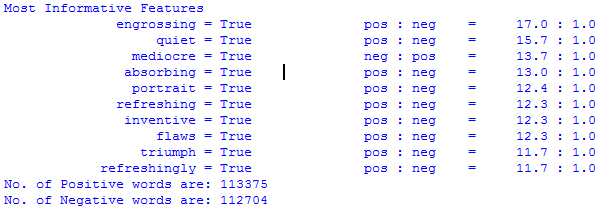 Most Informative Features
engrossing = True pos : neg = 17.0 : 1.0
quiet = True pos : neg = 15.7 : 1.0
mediocre = True neg : pos = 13.7 : 1.0
absorbing = True pos : neg = 13.0 : 1.0
portrait = True pos : neg = 12.4 : 1.0
refreshing = True pos : neg = 12.3 : 1.0
inventive = True pos : neg = 12.3 : 1.0
flaws = True pos : neg = 12.3 : 1.0
triumph = True pos : neg = 11.7 : 1.0
refreshingly = True pos : neg = 11.7 : 1.0
No. of Positive words are: 113375
No. of Negative words are: 112704